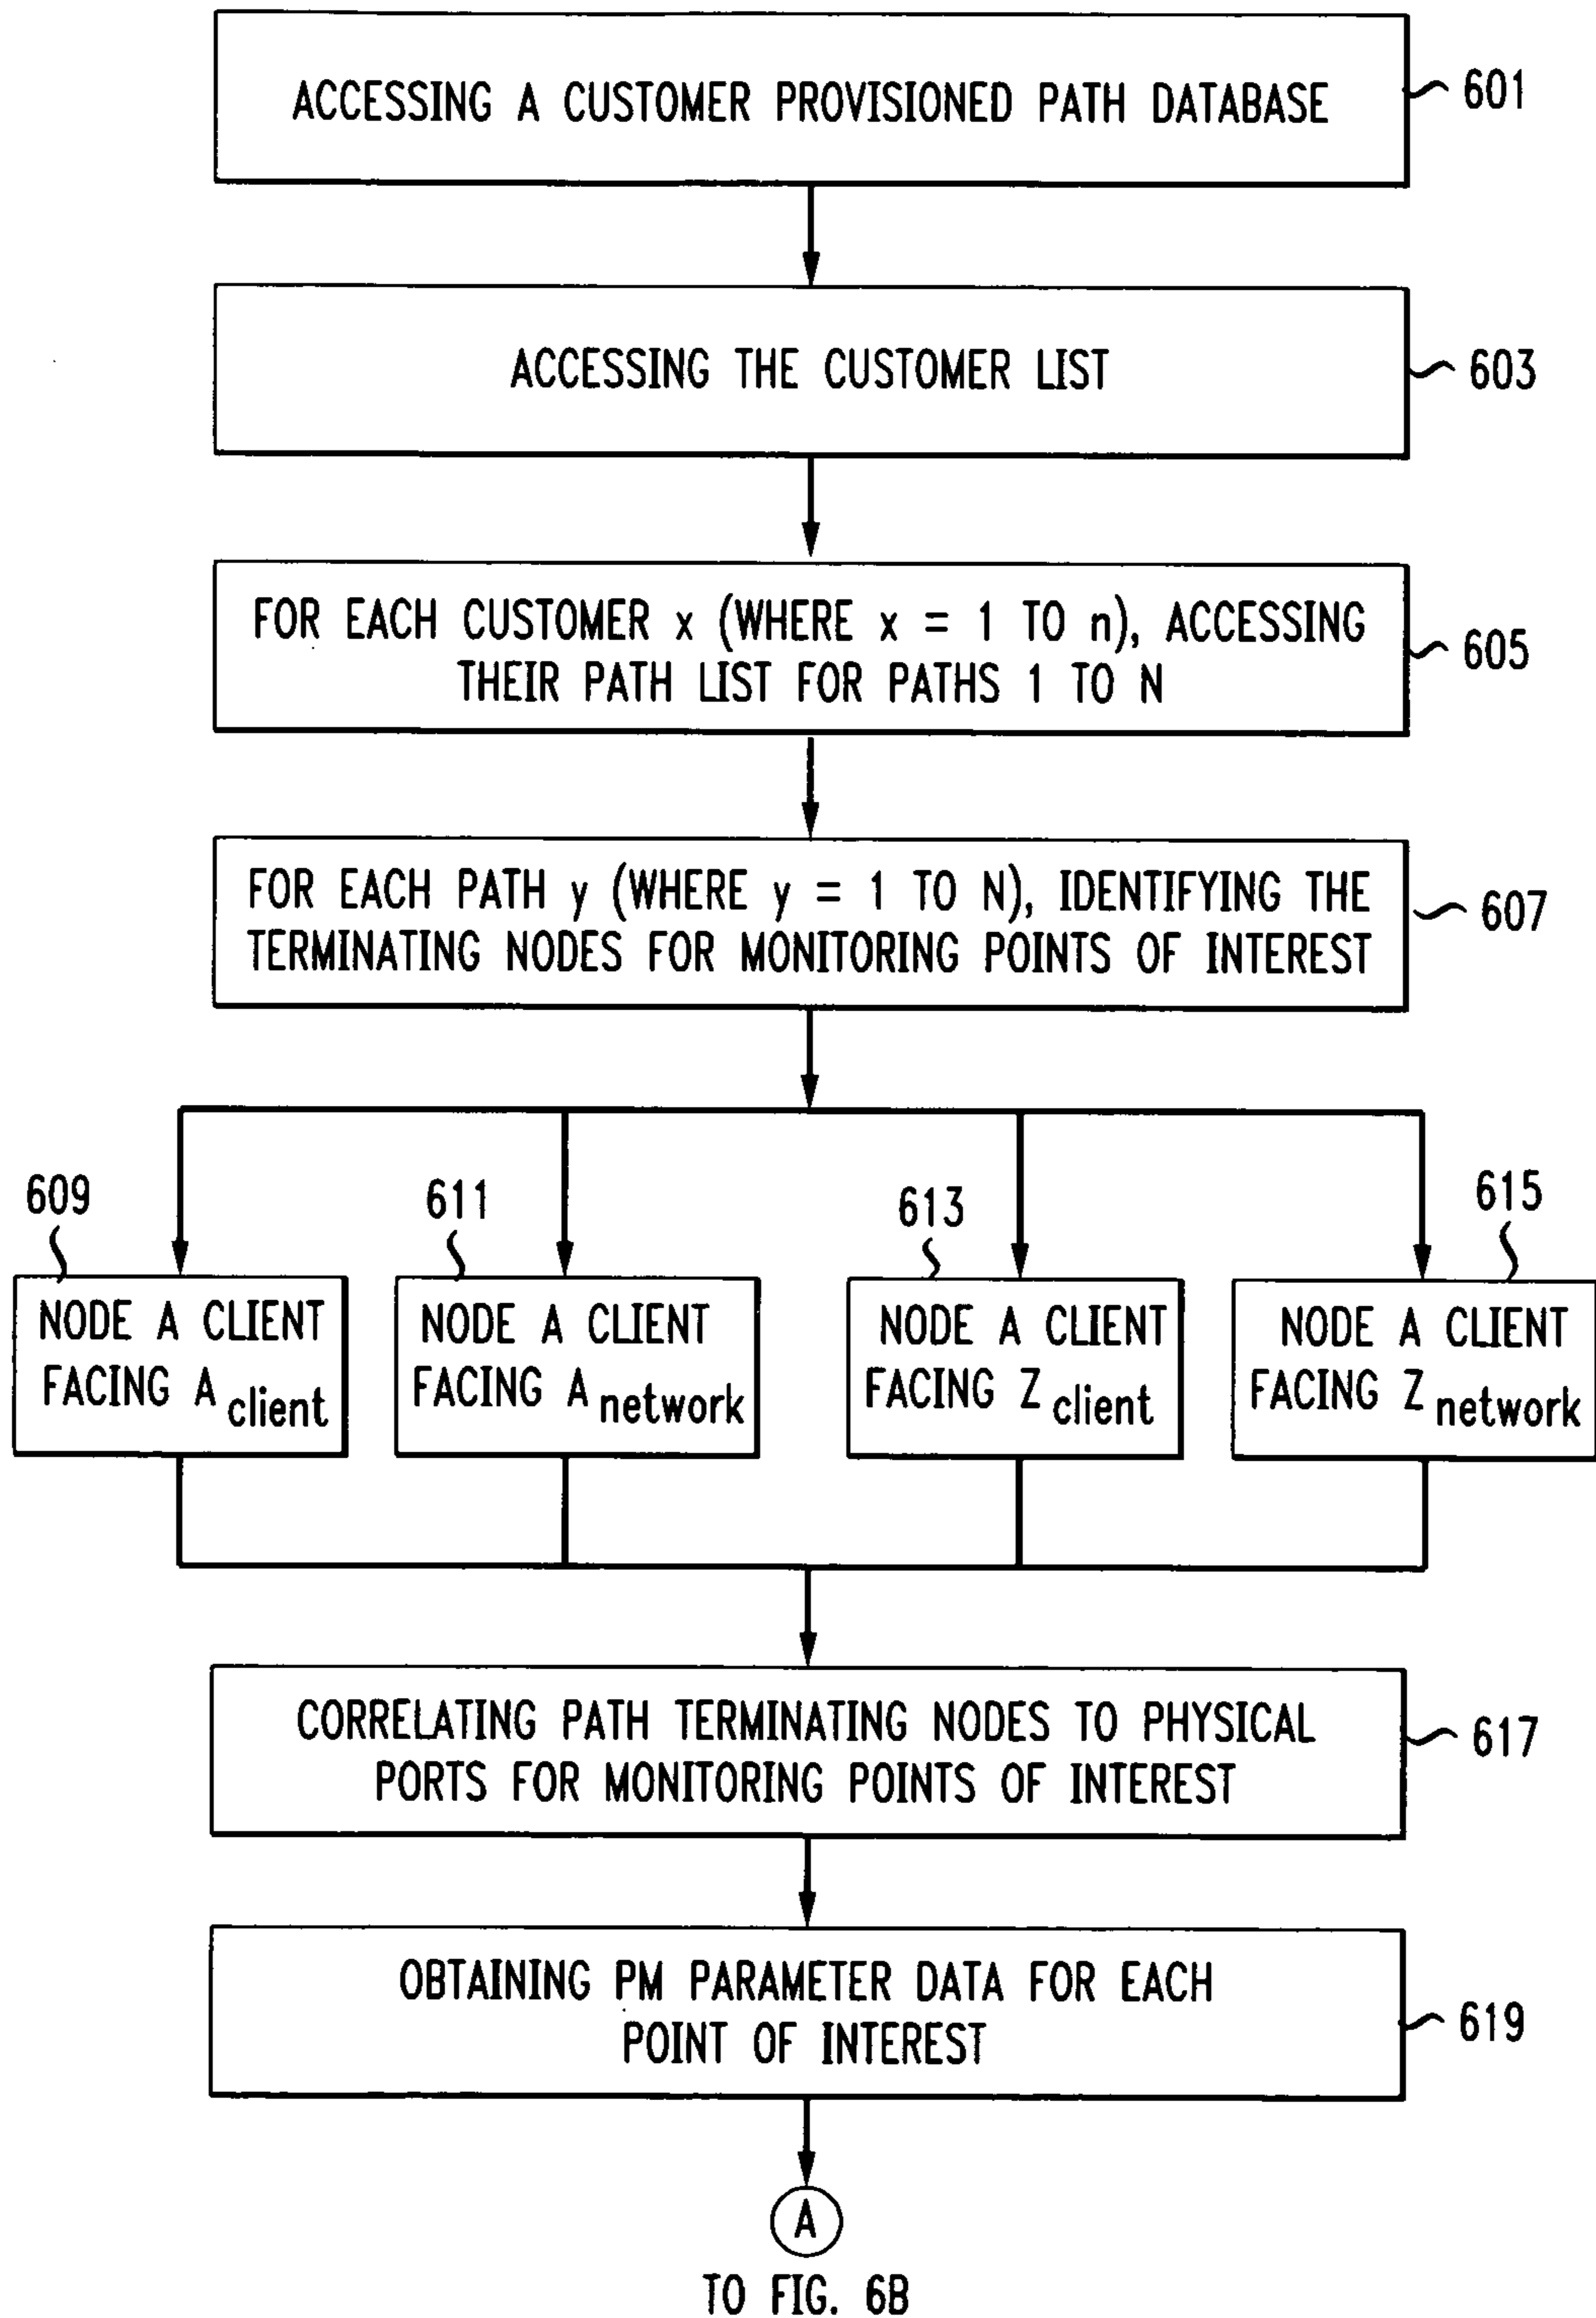 ACCESSING A CUSTOMER PROVISIONED PATH DATABASE
601
ACCESSING THE CUSTOMER LIST
603
FOR EACH CUSTOMER x (WHERE x = 1 TO n), ACCESSING
THEIR PATH LIST FOR PATHS 1 TO N
605
FOR EACH PATH y (WHERE y = 1 TO N), IDENTIFYING THE
TERMINATING NODES FOR MONITORING POINTS OF INTEREST
607
609
NODE A CLIENT
FACING A client
611
NODE A CLIENT
FACING A network
613
NODE A CLIENT
FACING Z client
615
NODE A CLIENT
FACING Z network
CORRELATING PATH TERMINATING NODES TO PHYSICAL
PORTS FOR MONITORING POINTS OF INTEREST
617
OBTAINING PM PARAMETER DATA FOR EACH
POINT OF INTEREST
619
A
TO FIG. 6B